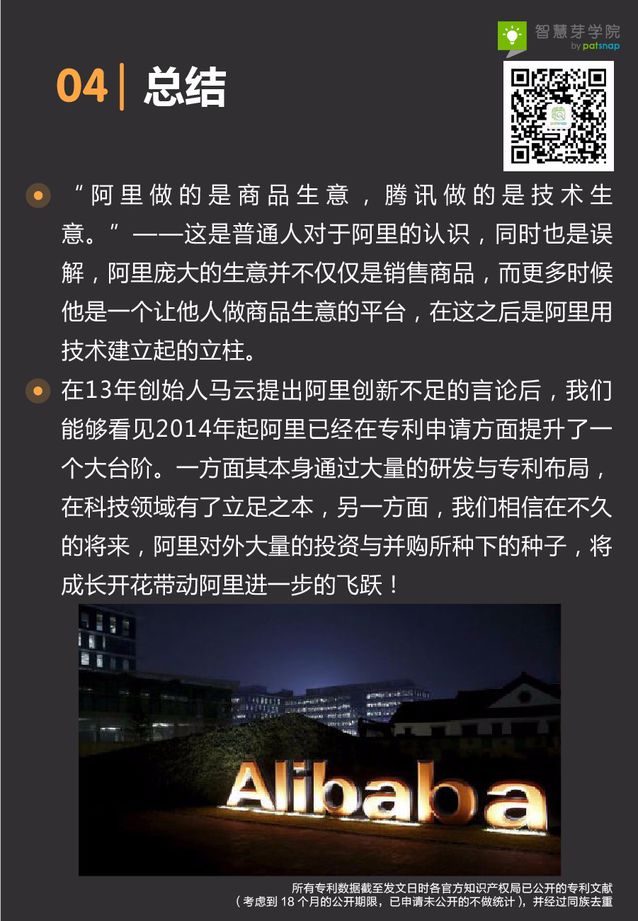 智慧芽学院
by patsnap
04 总结
“阿里做的是商品生意，腾讯做的是技术生
意。”——这是普通人对于阿里的认识，同时也是误
解，阿里庞大的生意并不仅仅是销售商品，而更多时候
他是一个让他人做商品生意的平台，在这之后是阿里用
技术建立起的立柱。
在13年创始人马云提出阿里创新不足的言论后，我们
能够看见2014年起阿里已经在专利申请方面提升了一
个大台阶。一方面其本身通过大量的研发与专利布局，
在科技领域有了立足之本，另一方面，我们相信在不久
的将来，阿里对外大量的投资与并购所种下的种子，将
成长开花带动阿里进一步的飞跃！
Alibaba
所有专利数据截至发文日时各官方知识产权局已公开的专利文献
（考虑到 18 个月的公开期限，已申请未公开的不做统计），并经过同族去重